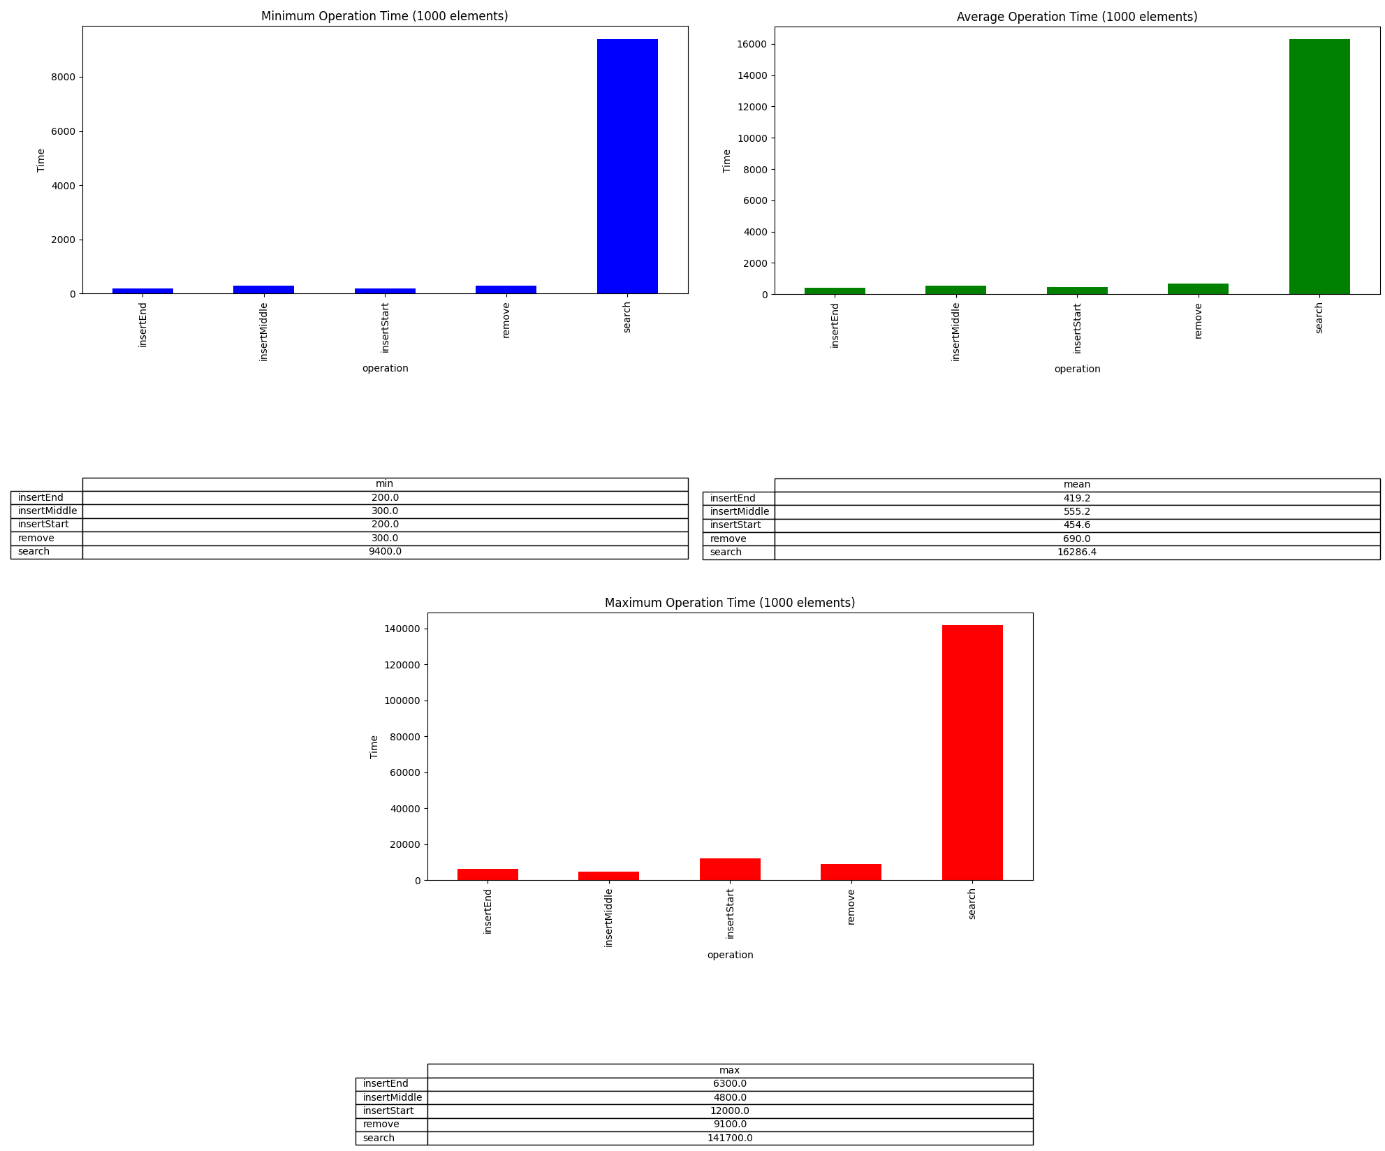 Minimum Operation Time (1000 elements)
8000
6000
4000
2000
0
Time
insertEnd
insertMiddle
insertStart
remove
search
operation
min
insertEnd 200.0
insertMiddle 300.0
insertStart 200.0
remove 300.0
search 9400.0
Average Operation Time (1000 elements)
16000
14000
12000
10000
8000
6000
4000
2000
0
Time
insertEnd
insertMiddle
insertStart
remove
search
operation
mean
insertEnd 419.2
insertMiddle 555.2
insertStart 454.6
remove 690.0
search 16286.4
Maximum Operation Time (1000 elements)
140000
120000
100000
80000
60000
40000
20000
0
Time
insertEnd
insertMiddle
insertStart
remove
search
operation
max
insertEnd 6300.0
insertMiddle 4800.0
insertStart 12000.0
remove 9100.0
search 141700.0